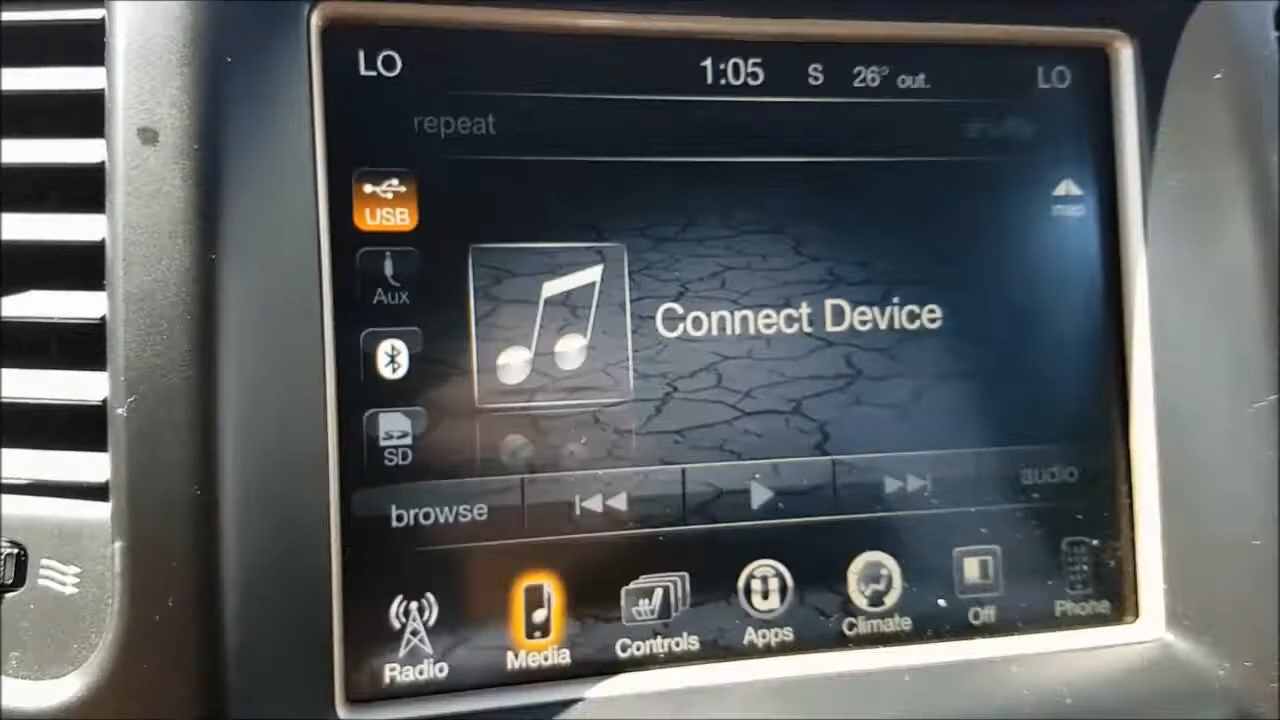 LO 1:05 S 26° out. LO
repeat shuffle
USB
Aux
SD
Connect Device
browse audio
Radio Media Controls Apps Climate Off Phone